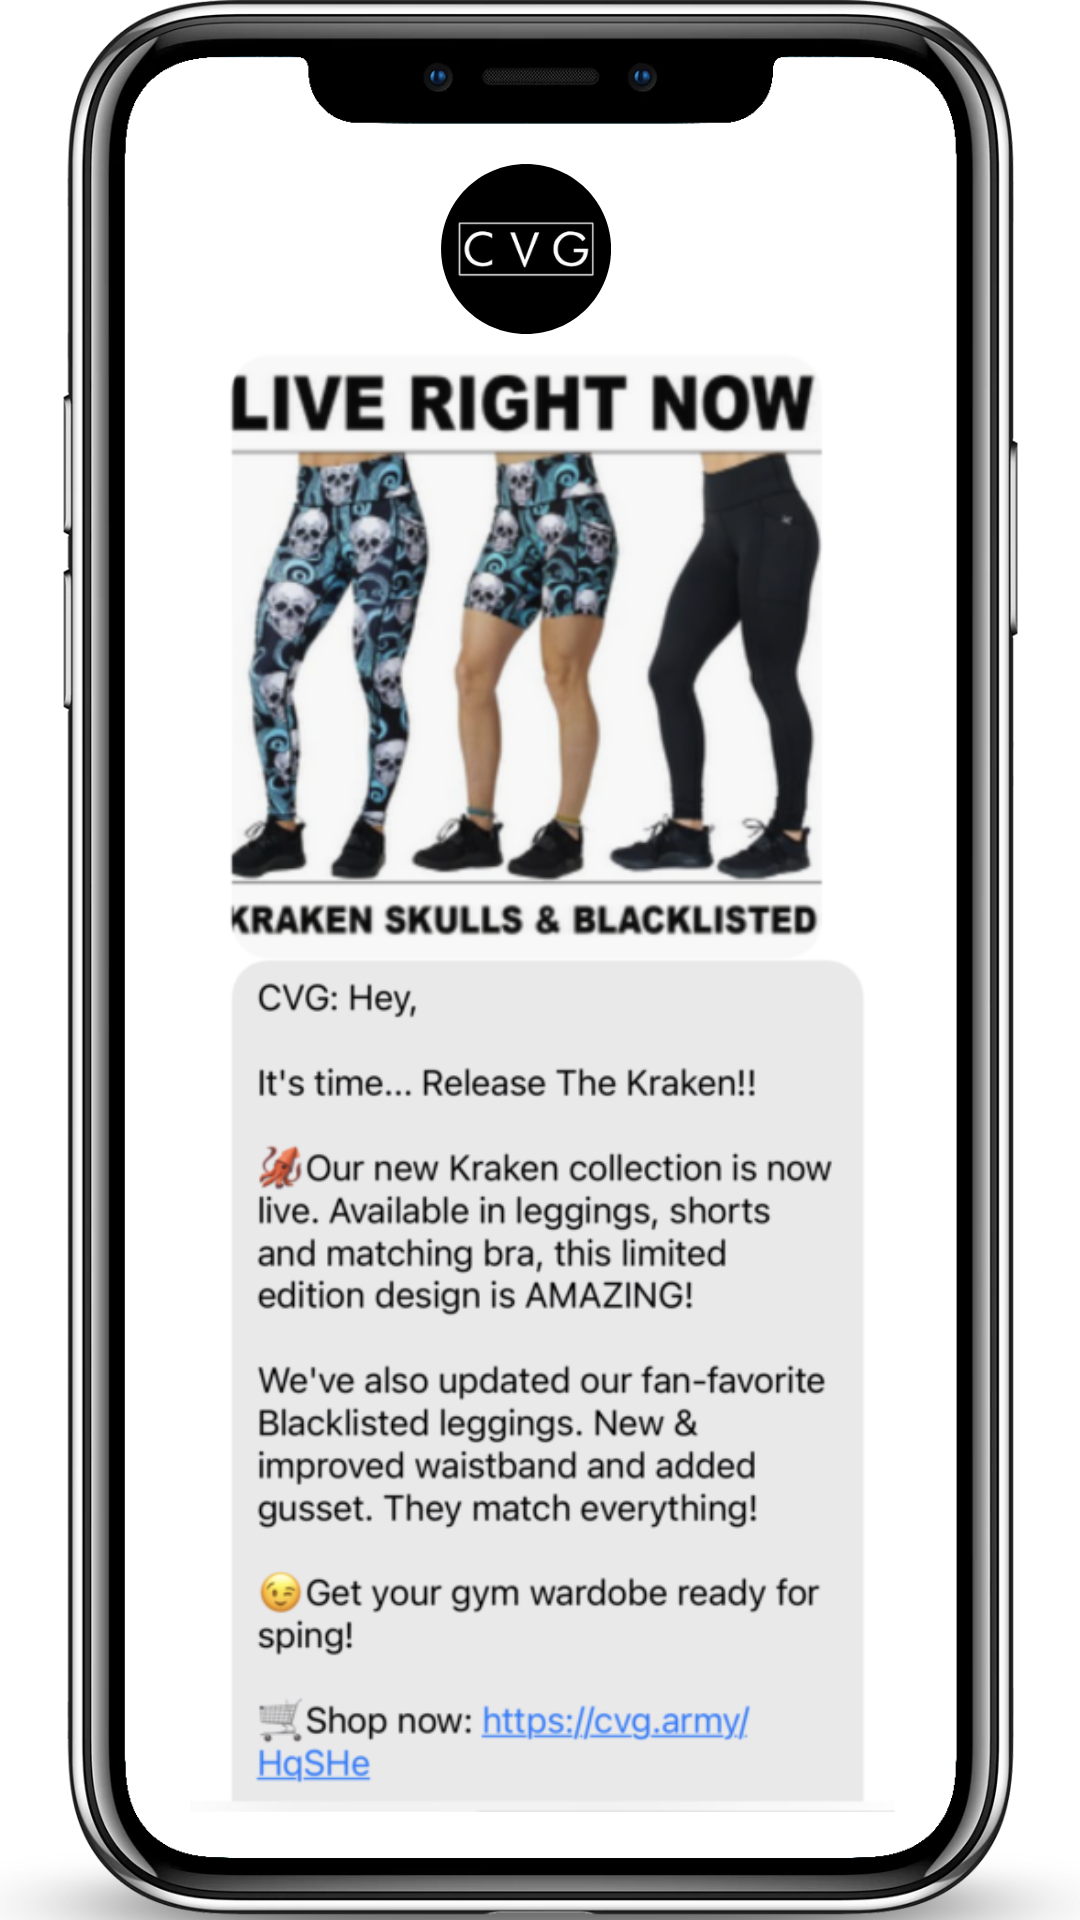 CVG
LIVE RIGHT NOW
KRAKEN SKULLS & BLACKLISTED
CVG: Hey,
It's time... Release The Kraken!!
🦑Our new Kraken collection is now
live. Available in leggings, shorts
and matching bra, this limited
edition design is AMAZING!
We've also updated our fan-favorite
Blacklisted leggings. New &
improved waistband and added
gusset. They match everything!
😉Get your gym wardobe ready for
sping!
🛒Shop now: https://cvg.army/
HqSHe